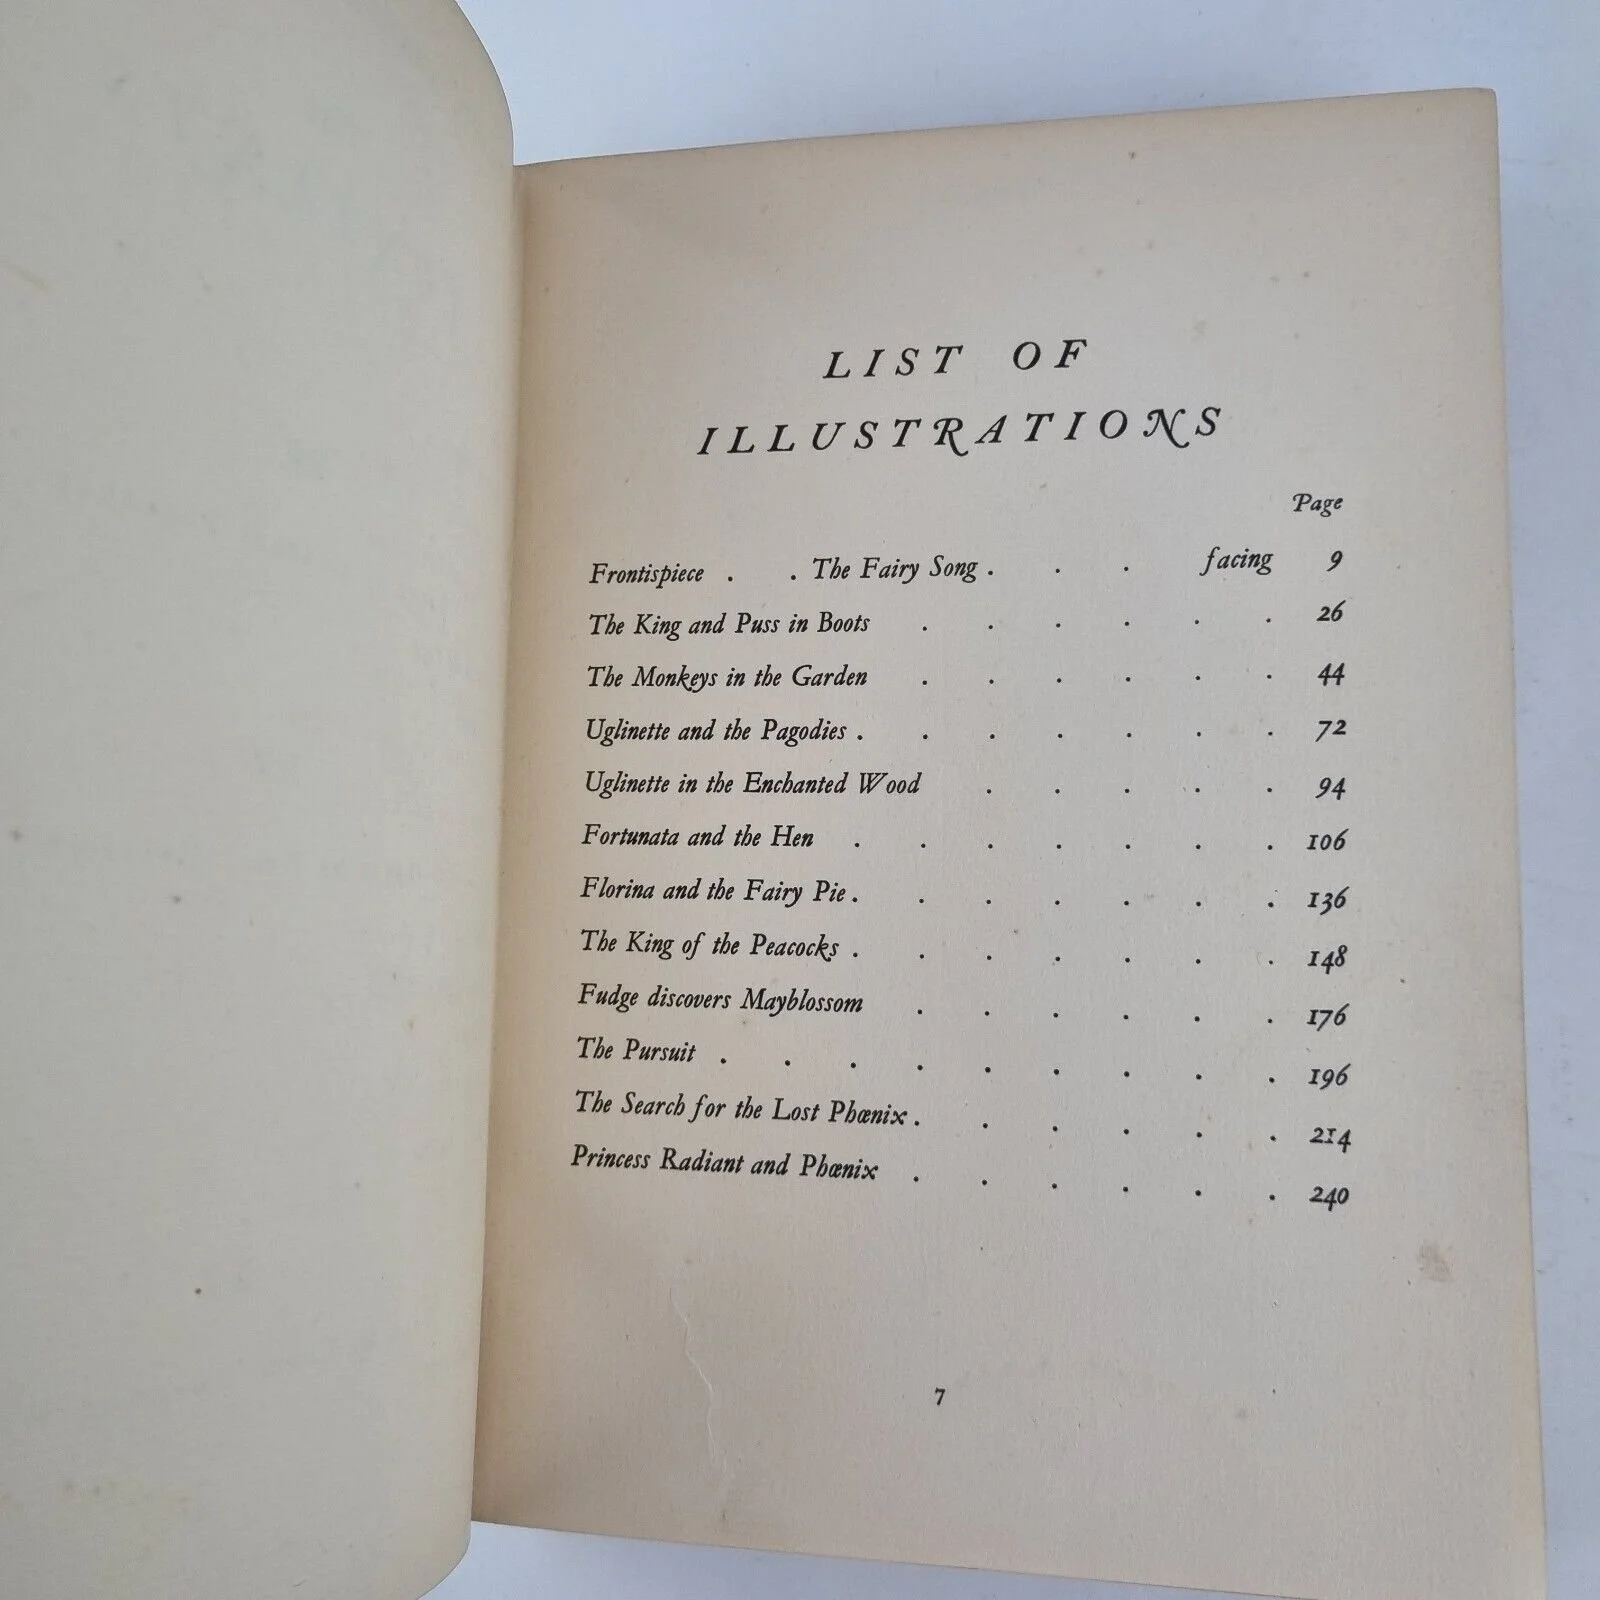 LIST OF
ILLUSTRATIONS
Page
Frontispiece . . The Fairy Song . . . facing 9
The King and Puss in Boots . . . . . . 26
The Monkeys in the Garden . . . . . . 44
Uglinette and the Pagodies . . . . . . . 72
Uglinette in the Enchanted Wood . . . . . 94
Fortunata and the Hen . . . . . . . 106
Florina and the Fairy Pie . . . . . . . 136
The King of the Peacocks . . . . . . . 148
Fudge discovers Mayblossom . . . . . . 176
The Pursuit . . . . . . . . . 196
The Search for the Lost Phœnix . . . . . . 214
Princess Radiant and Phœnix . . . . . . 240
7